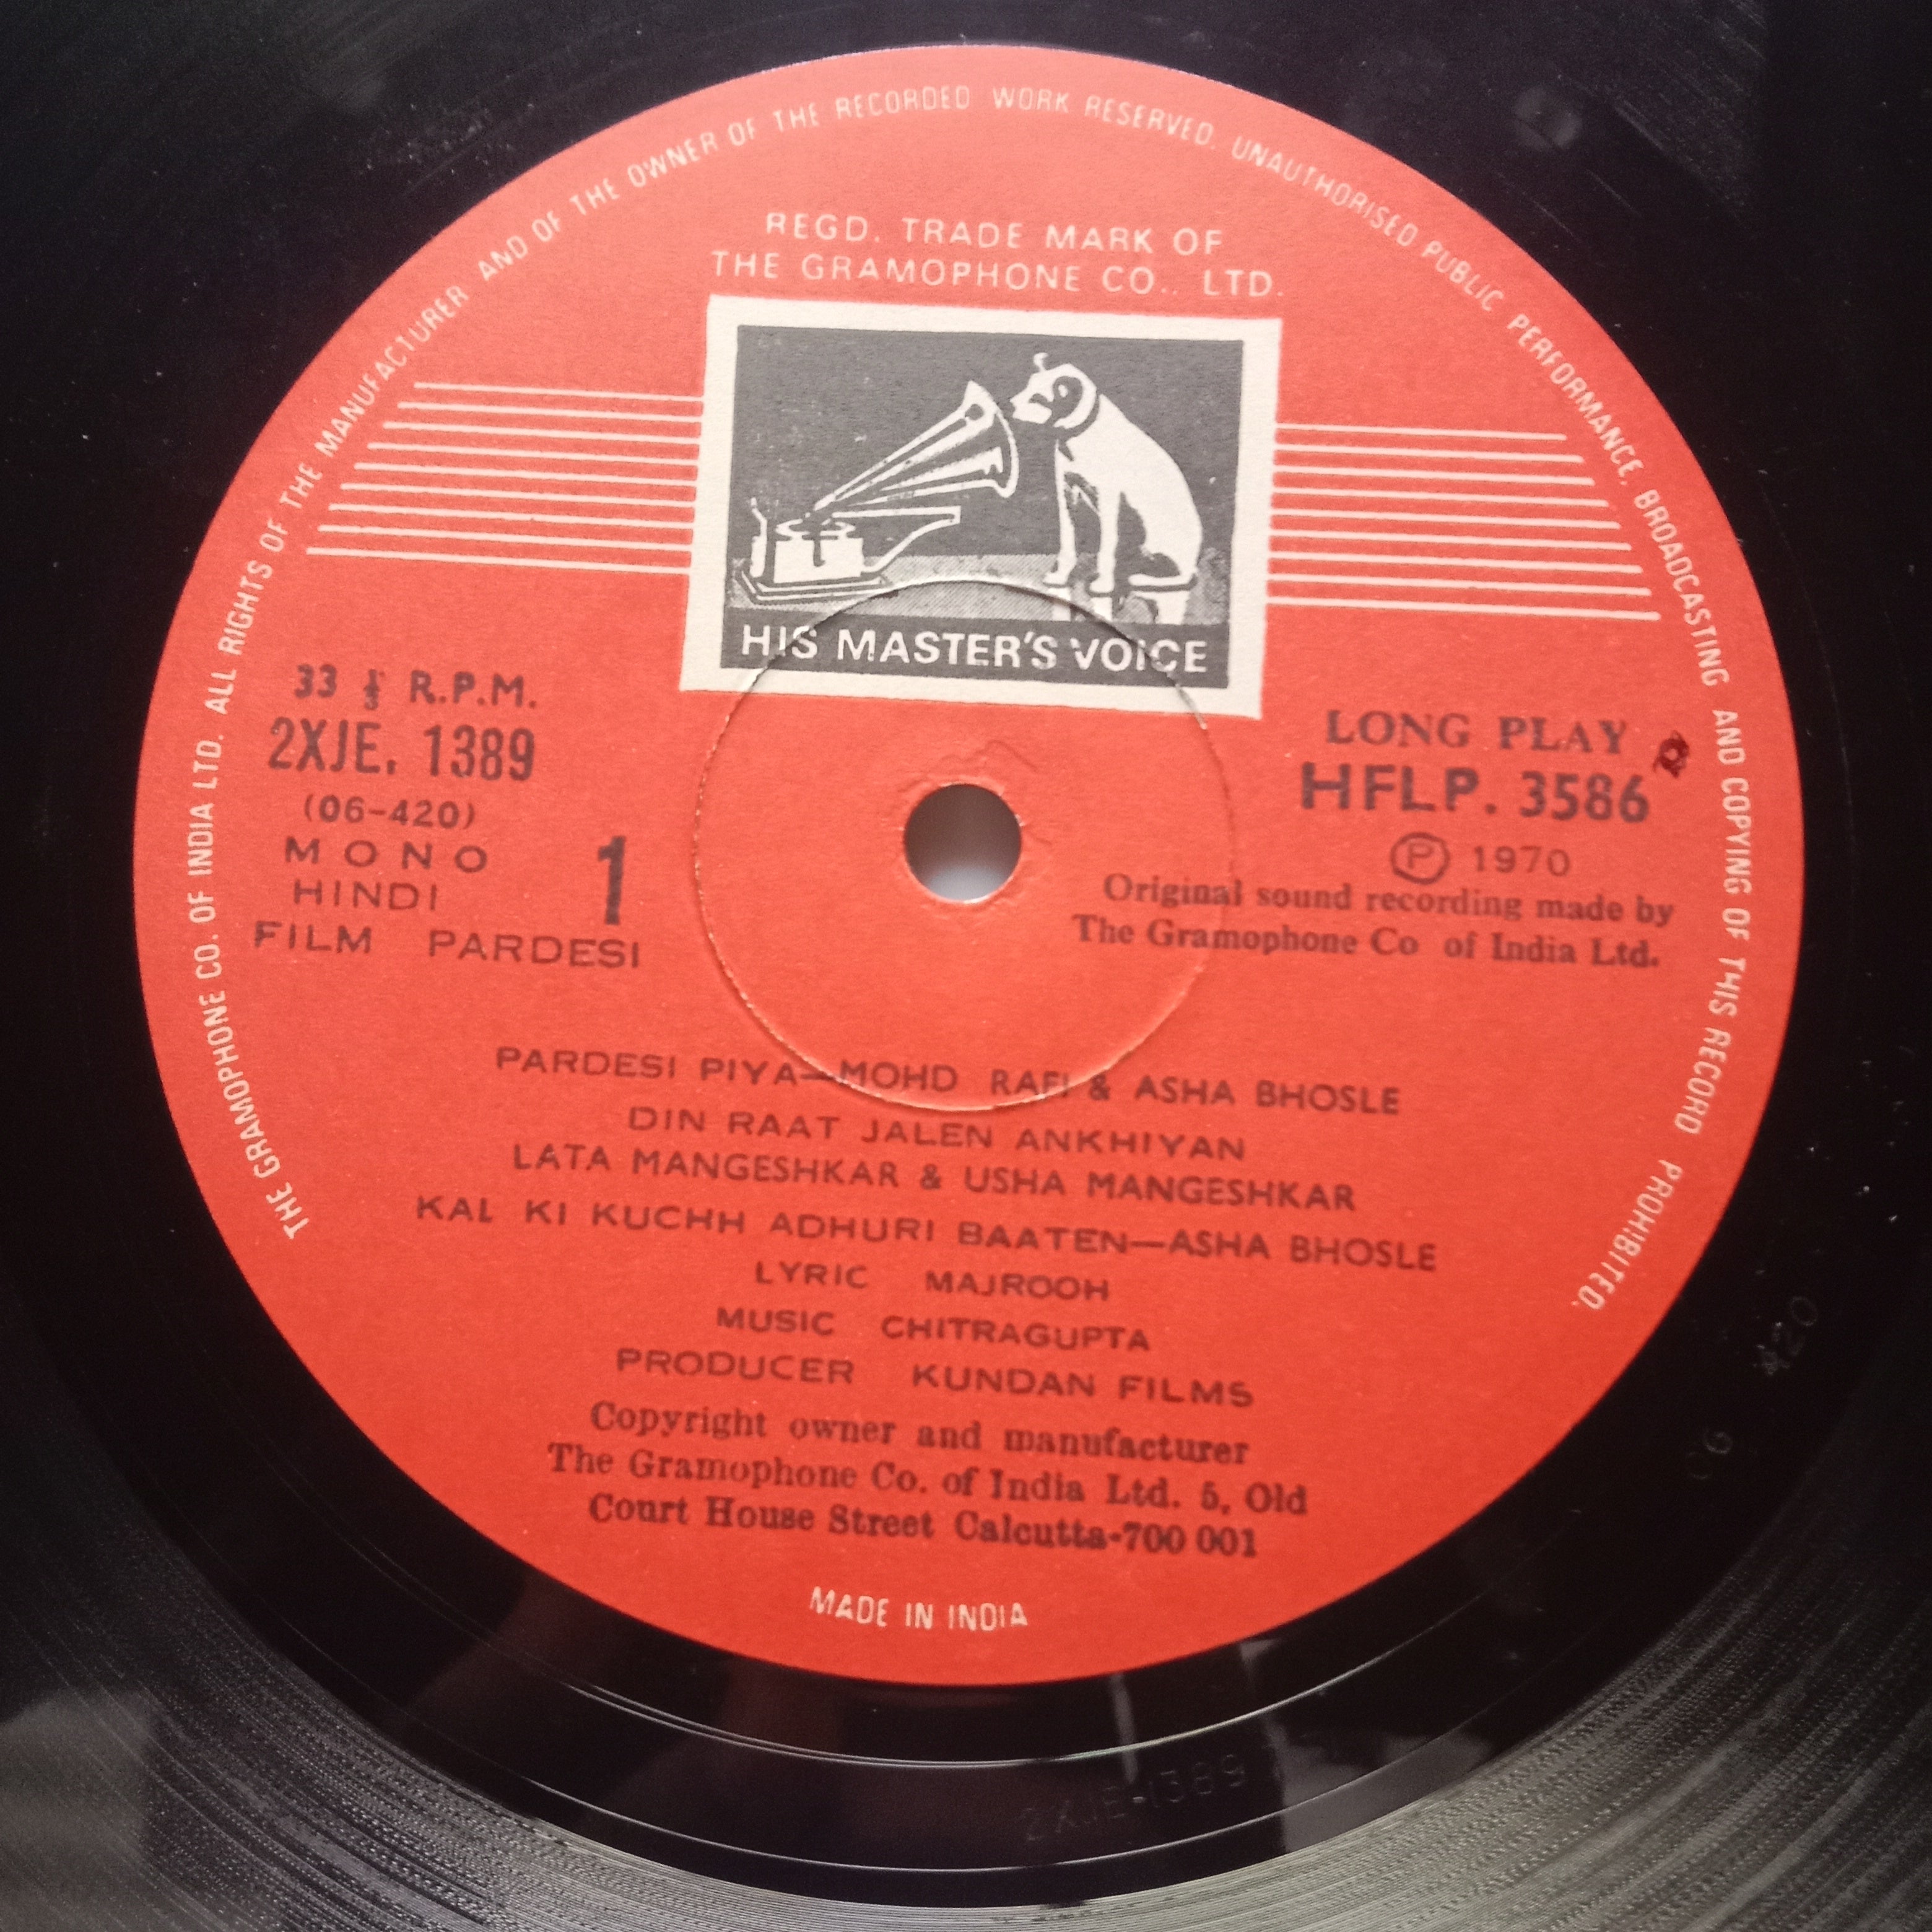 THE GRAMOPHONE CO. OF INDIA LTD. ALL RIGHTS OF THE MANUFACTURER AND OF THE OWNER OF THE RECORDED WORK RESERVED. UNAUTHORISED PUBLIC PERFORMANCE, BROADCASTING AND COPYING OF THIS RECORD PROHIBITED.
REGD. TRADE MARK OF
THE GRAMOPHONE CO.. LTD.
HIS MASTER'S VOICE
33 ⅓ R.P.M.
2XJE. 1389
(06-420)
MONO
HINDI
1
FILM PARDESI
LONG PLAY
HFLP. 3586
Ⓟ 1970
Original sound recording made by
The Gramophone Co of India Ltd.
PARDESI PIYA—MOHD RAFI & ASHA BHOSLE
DIN RAAT JALEN ANKHIYAN
LATA MANGESHKAR & USHA MANGESHKAR
KAL KI KUCHH ADHURI BAATEN—ASHA BHOSLE
LYRIC MAJROOH
MUSIC CHITRAGUPTA
PRODUCER KUNDAN FILMS
Copyright owner and manufacturer
The Gramophone Co. of India Ltd. 5, Old
Court House Street Calcutta-700 001
MADE IN INDIA
06 420
2XJE-1389